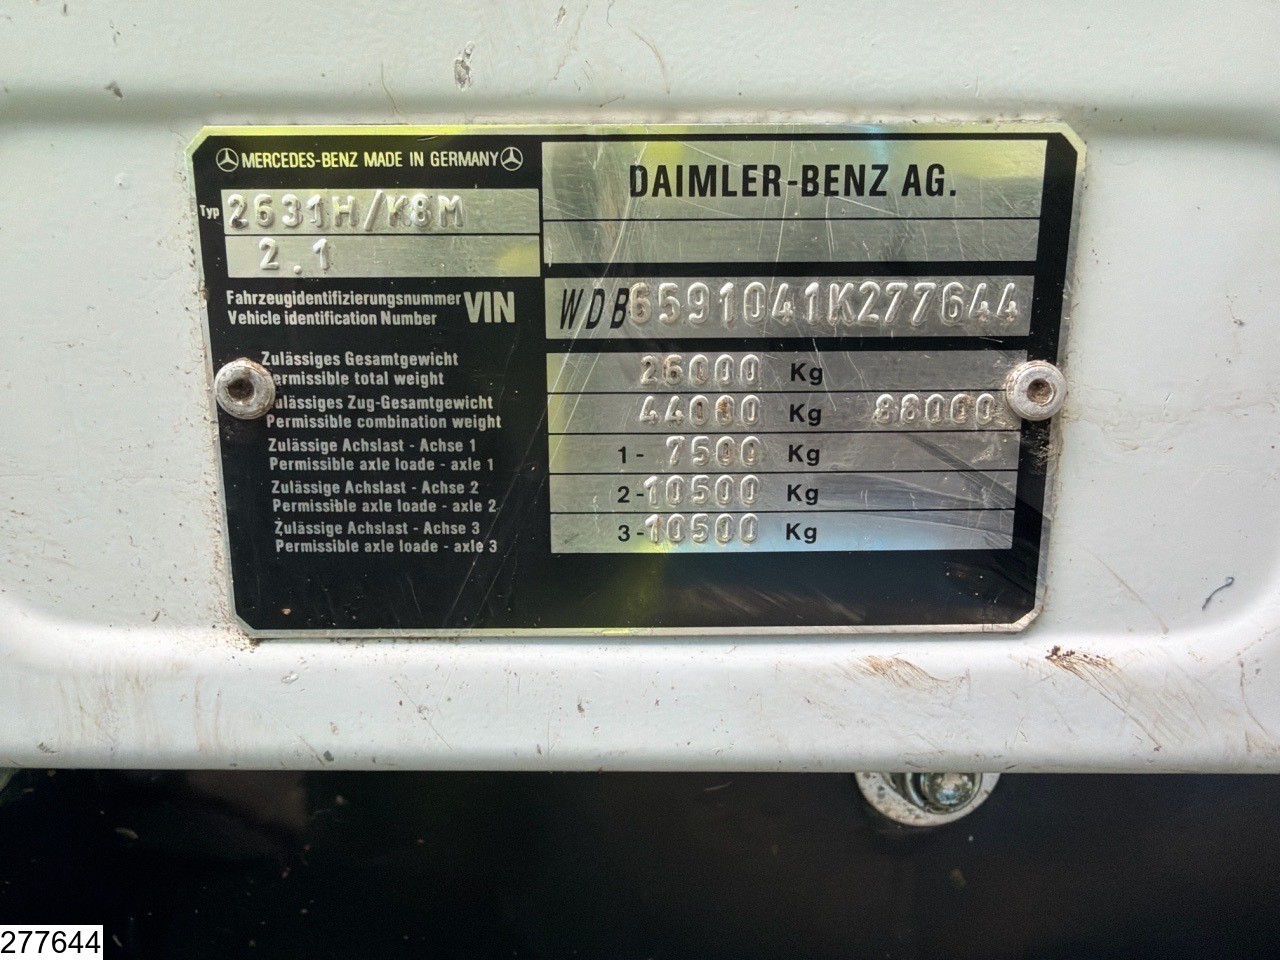 MERCEDES-BENZ MADE IN GERMANY
DAIMLER-BENZ AG.
Typ 2631H/K8M
2.1
Fahrzeugidentifizierungsnummer
Vehicle identification Number
VIN
WDB6591041K277644
Zulässiges Gesamtgewicht
ermissible total weight
26000 Kg
ulässiges Zug-Gesamtgewicht
Permissible combination weight
44000 Kg 88000
Zulässige Achslast - Achse 1
Permissible axle loade - axle 1
1- 7500 Kg
Zulässige Achslast - Achse 2
Permissible axle loade - axle 2
2-10500 Kg
Zulässige Achslast - Achse 3
Permissible axle loade - axle 3
3-10500 Kg
277644